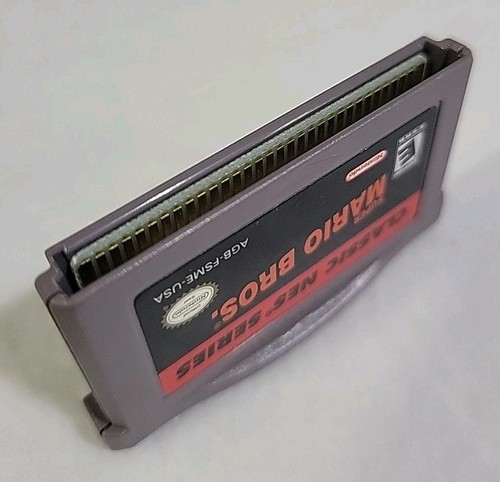 CLASSIC NES SERIES
SUPER
MARIO BROS.®
Nintendo
E
AGB-FSME-USA